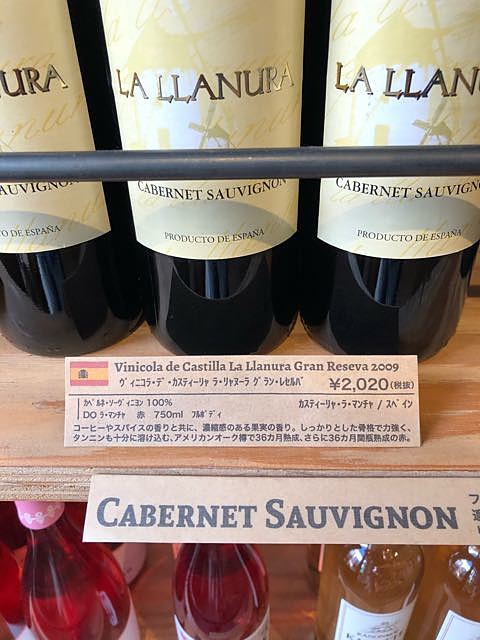 URA
LA LLANURA
LA LLAN
AUVIGNON
CABERNET SAUVIGNON
CABERNET SAUVIGN
TO DE ESPAÑA
PRODUCTO DE ESPAÑA
PRODUCTO DE ESPAÑA
Vinicola de Castilla La Llanura Gran Reseva 2009
ヴィニコラ・デ・カスティーリャ ラ・リャヌーラ グラン・レセルバ ¥2,020(税抜)
カベルネ・ソーヴィニヨン 100% カスティーリャ・ラ・マンチャ / スペイン
DO ラ・マンチャ 赤 750ml フルボディ
コーヒーやスパイスの香りと共に、濃縮感のある果実の香り。しっかりとした骨格で力強く、
タンニンも十分に溶け込む、アメリカンオーク樽で36カ月熟成、さらに36カ月間瓶熟成の赤。
CABERNET SAUVIGNON
フ